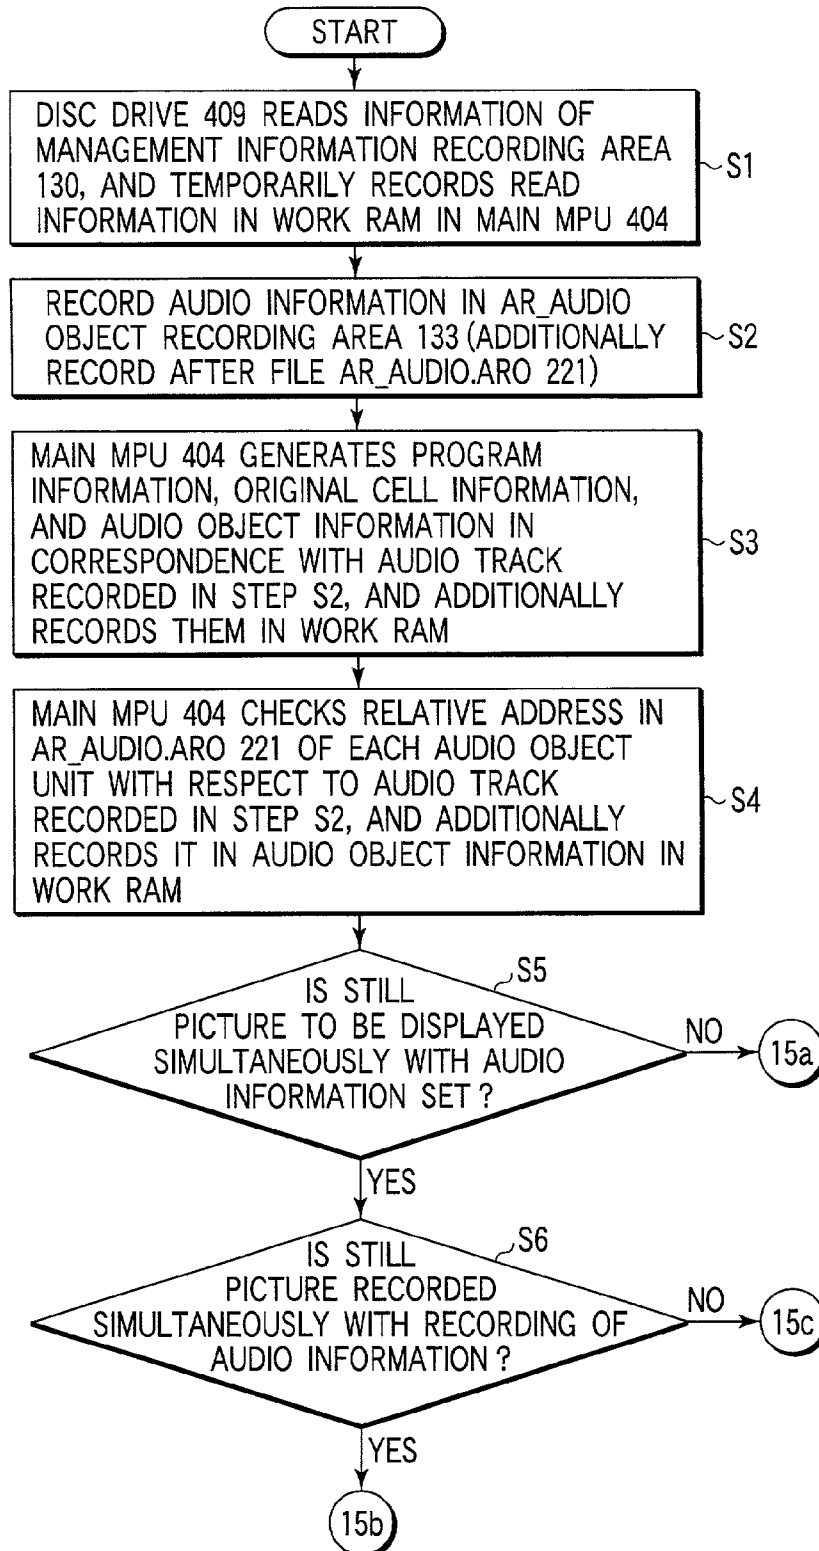 START
DISC DRIVE 409 READS INFORMATION OF
MANAGEMENT INFORMATION RECORDING AREA
130, AND TEMPORARILY RECORDS READ
INFORMATION IN WORK RAM IN MAIN MPU 404
S1
RECORD AUDIO INFORMATION IN AR_AUDIO
OBJECT RECORDING AREA 133 (ADDITIONALLY
RECORD AFTER FILE AR_AUDIO.ARO 221)
S2
MAIN MPU 404 GENERATES PROGRAM
INFORMATION, ORIGINAL CELL INFORMATION,
AND AUDIO OBJECT INFORMATION IN
CORRESPONDENCE WITH AUDIO TRACK
RECORDED IN STEP S2, AND ADDITIONALLY
RECORDS THEM IN WORK RAM
S3
MAIN MPU 404 CHECKS RELATIVE ADDRESS IN
AR_AUDIO.ARO 221 OF EACH AUDIO OBJECT
UNIT WITH RESPECT TO AUDIO TRACK
RECORDED IN STEP S2, AND ADDITIONALLY
RECORDS IT IN AUDIO OBJECT INFORMATION IN
WORK RAM
S4
S5
IS STILL
PICTURE TO BE DISPLAYED
SIMULTANEOUSLY WITH AUDIO
INFORMATION SET ?
NO
15a
YES
S6
IS STILL
PICTURE RECORDED
SIMULTANEOUSLY WITH RECORDING OF
AUDIO INFORMATION ?
NO
15c
YES
15b